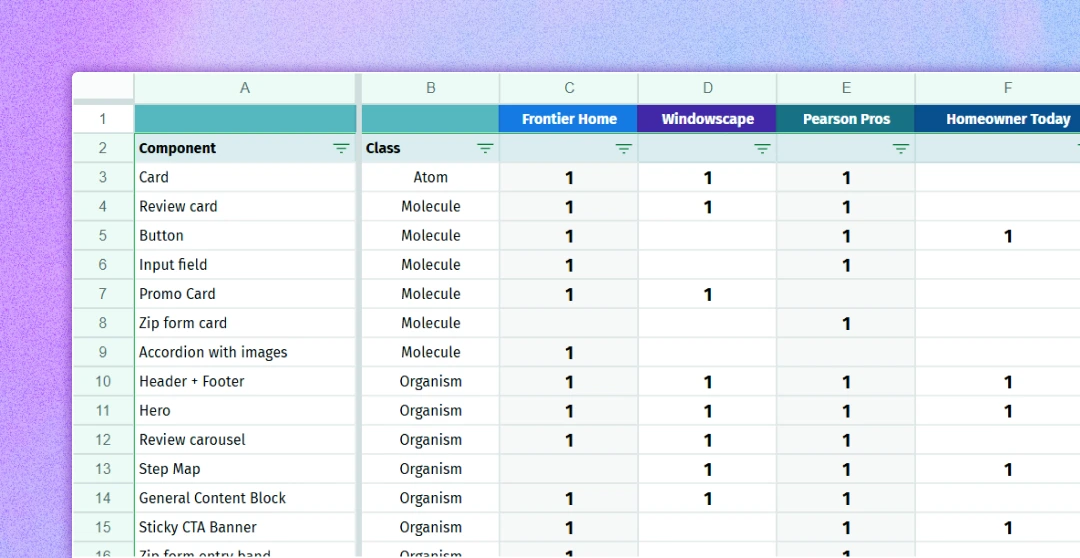 A B C D E F
1 Frontier Home Windowscape Pearson Pros Homeowner Today
2 Component Class
3 Card Atom 1 1 1
4 Review card Molecule 1 1 1
5 Button Molecule 1 1 1
6 Input field Molecule 1 1
7 Promo Card Molecule 1 1
8 Zip form card Molecule 1
9 Accordion with images Molecule 1
10 Header + Footer Organism 1 1 1 1
11 Hero Organism 1 1 1 1
12 Review carousel Organism 1 1 1
13 Step Map Organism 1 1 1
14 General Content Block Organism 1 1 1
15 Sticky CTA Banner Organism 1 1 1
16 Zip form entry band Organism 1 1